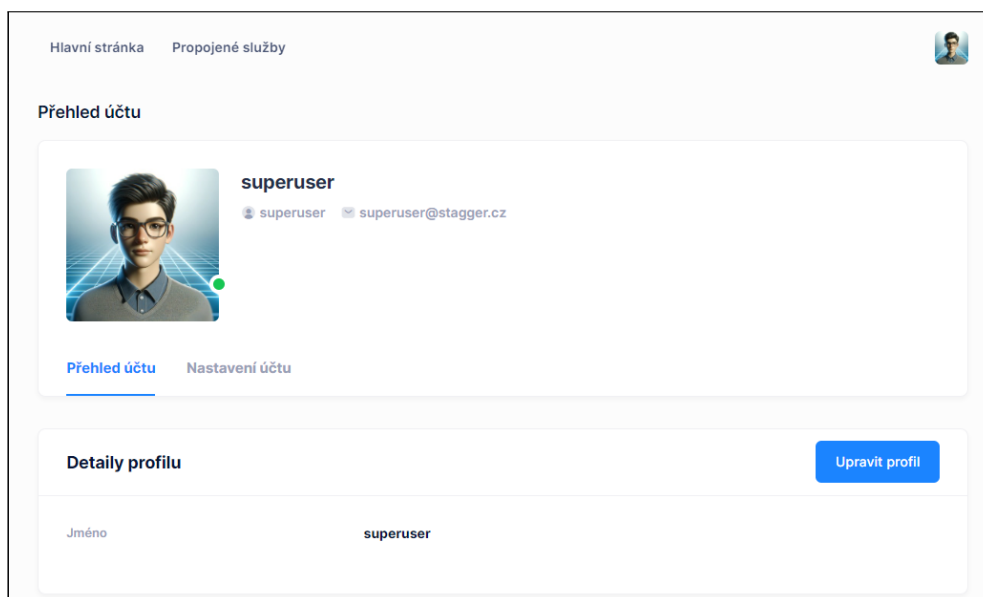 Hlavní stránka Propojené služby
Přehled účtu
superuser
superuser superuser@stagger.cz
Přehled účtu Nastavení účtu
Detaily profilu Upravit profil
Jméno superuser